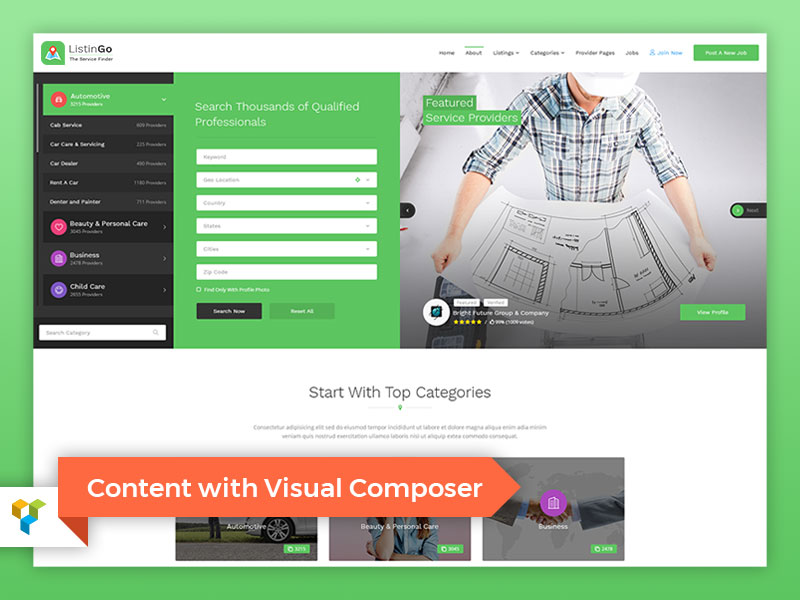 ListinGo
The Service Finder
Home About Listings Categories Provider Pages Jobs Join Now Post A New Job
Automotive
3215 Providers
Cab Service 609 Providers
Car Care & Servicing 235 Providers
Car Dealer 490 Providers
Rent A Car 1180 Providers
Denter and Painter 711 Providers
Beauty & Personal Care
3045 Providers
Business
2478 Providers
Child Care
2655 Providers
Search Category
Search Thousands of Qualified
Professionals
Keyword
Geo Location
Country
States
Cities
Zip Code
Find Only With Profile Photo
Search Now Reset All
Featured
Service Providers
Next
Featured Verified
Bright Future Group & Company
/ 99% (1009 votes)
View Profile
Start With Top Categories
Consectetur adipisicing elit sed do eiusmod tempor incididunt ut labore et dolore magna aliqua enim adia minim
veniam quis nostrud exercitation ullamco laboris nisi ut aliquip extea commodo consequat.
Content with Visual Composer
Automotive
3215
Beauty & Personal Care
3045
Business
2478